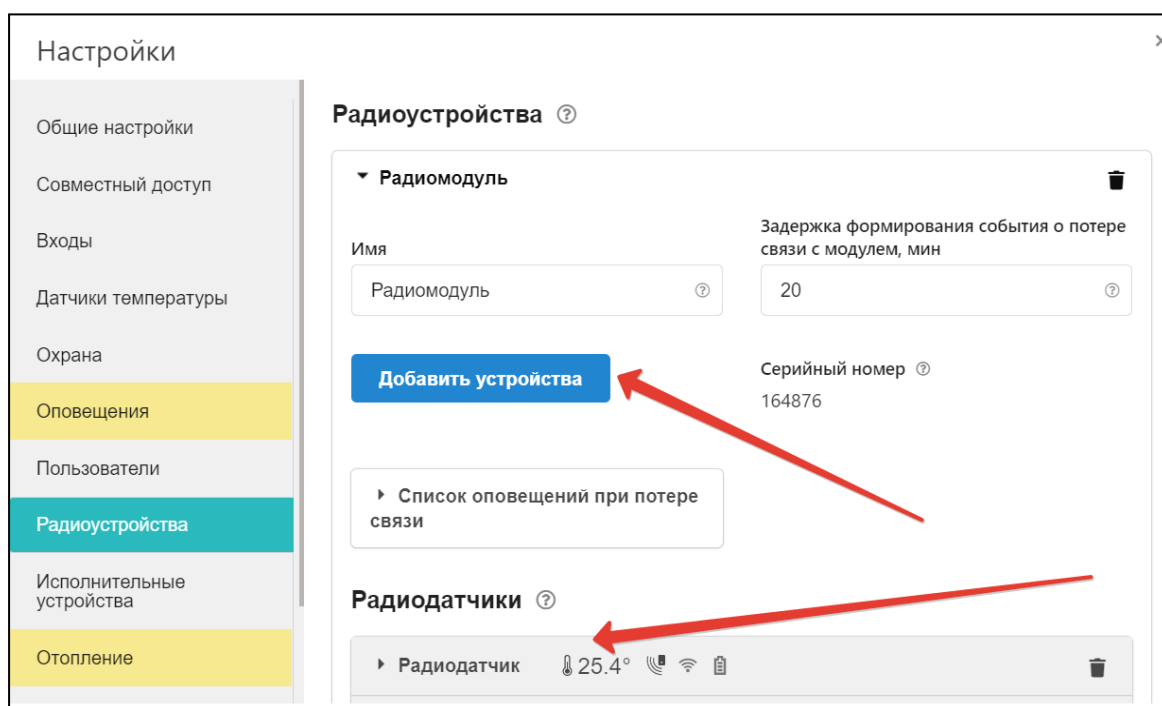 Настройки
Общие настройки
Совместный доступ
Входы
Датчики температуры
Охрана
Оповещения
Пользователи
Радиоустройства
Исполнительные
устройства
Отопление
Радиоустройства
Радиомодуль
Имя
Радиомодуль
Задержка формирования события о потере
связи с модулем, мин
20
Добавить устройства
Серийный номер
164876
Список оповещений при потере
связи
Радиодатчики
Радиодатчик 25.4°